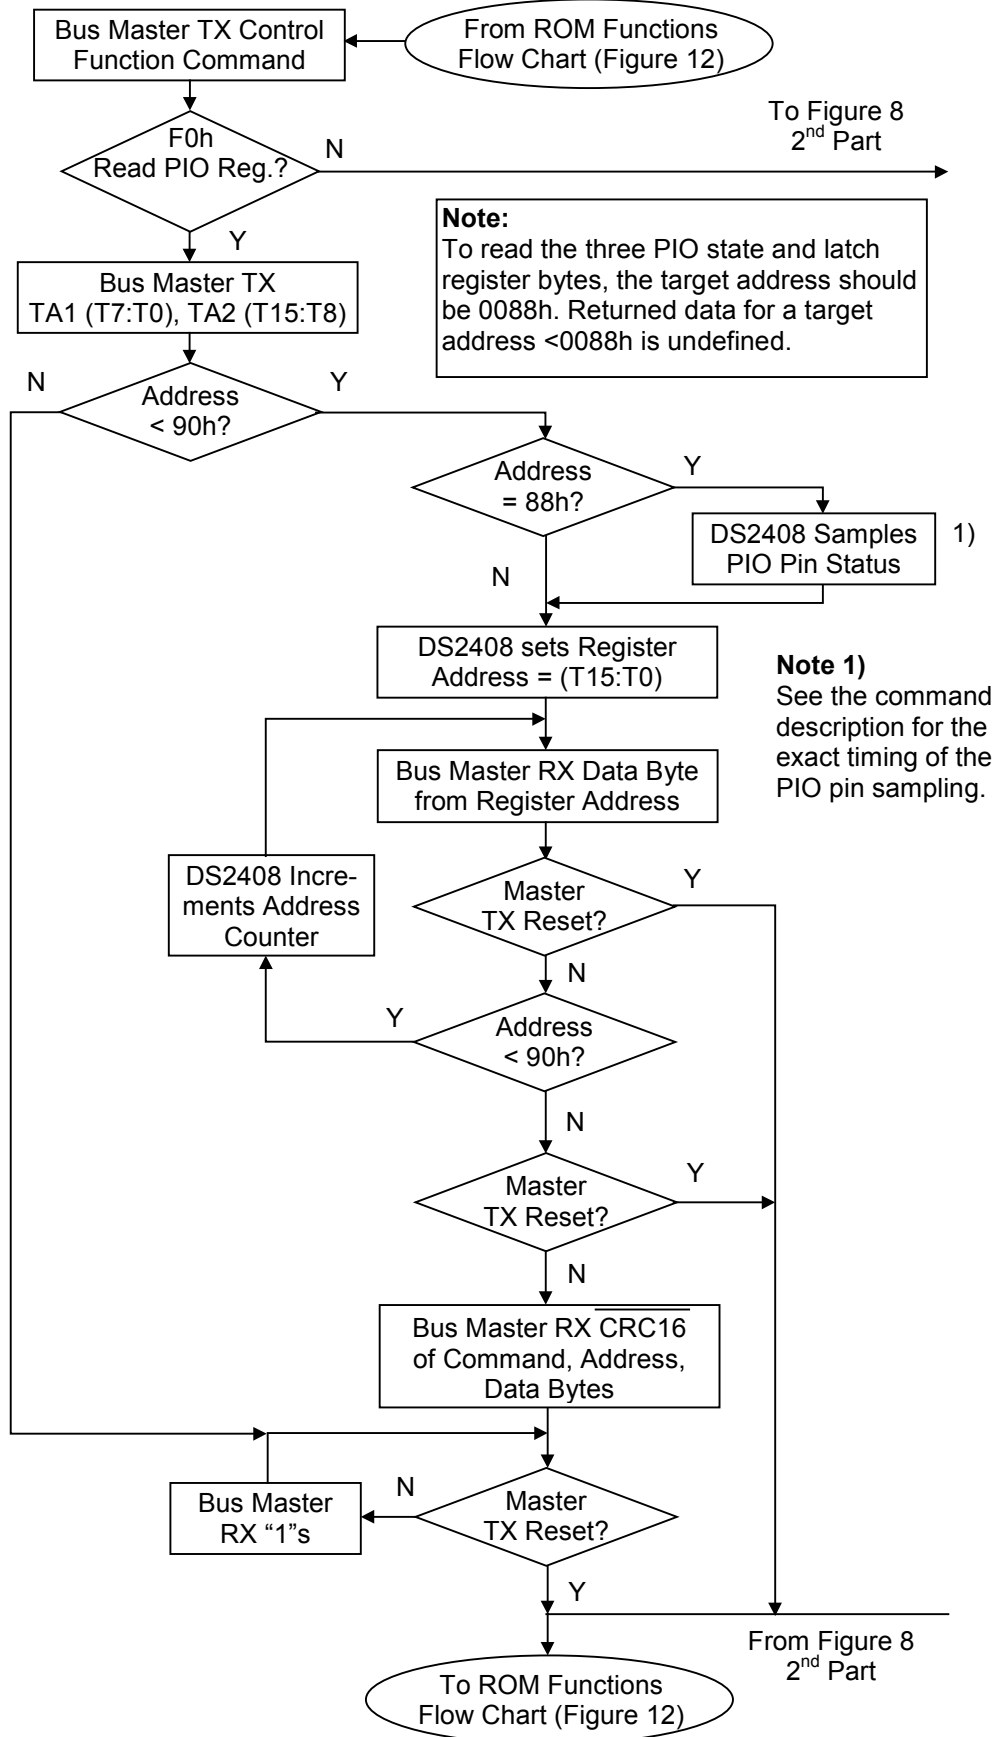 Bus Master TX Control
Function Command
From ROM Functions
Flow Chart (Figure 12)
To Figure 8
2nd Part
F0h
Read PIO Reg.?
N
Y
Note:
To read the three PIO state and latch
register bytes, the target address should
be 0088h. Returned data for a target
address <0088h is undefined.
Bus Master TX
TA1 (T7:T0), TA2 (T15:T8)
N
Y
Address
< 90h?
Address
= 88h?
Y
N
DS2408 Samples
PIO Pin Status
1)
DS2408 sets Register
Address = (T15:T0)
Note 1)
See the command
description for the
exact timing of the
PIO pin sampling.
Bus Master RX Data Byte
from Register Address
DS2408 Incre-
ments Address
Counter
Master
TX Reset?
Y
N
Y
Address
< 90h?
N
Master
TX Reset?
Y
N
Bus Master RX CRC16
of Command, Address,
Data Bytes
Bus Master
RX “1”s
N
Master
TX Reset?
Y
From Figure 8
2nd Part
To ROM Functions
Flow Chart (Figure 12)